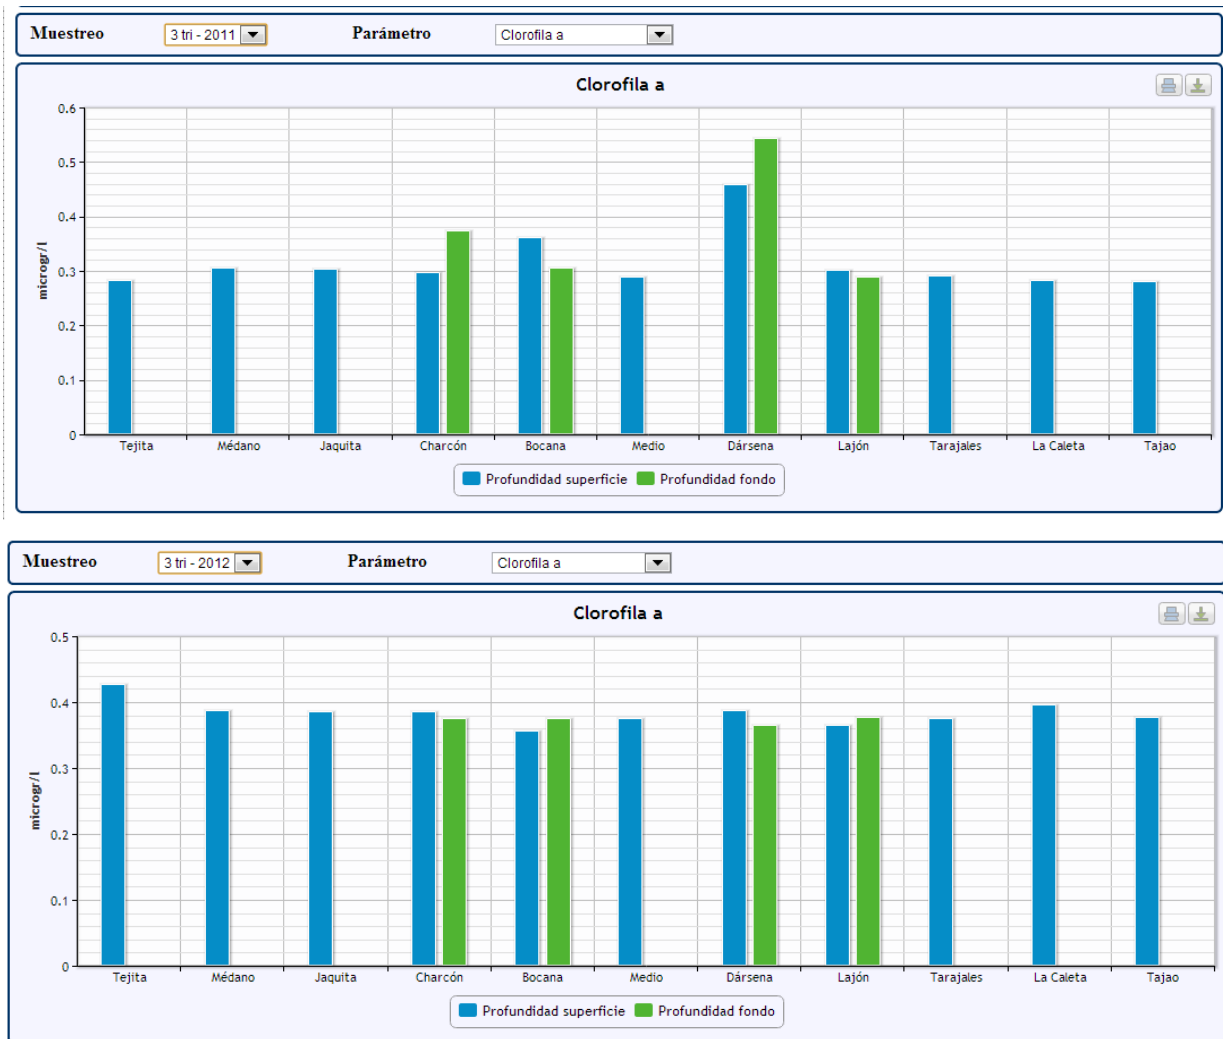 Muestreo 3 tri - 2011 Parámetro Clorofila a
Clorofila a
0.6
0.5
0.4
0.3
0.2
0.1
0
microgr/l
Tejita Médano Jaquita Charcón Bocana Medio Dársena Lajón Tarajales La Caleta Tajao
Profundidad superficie Profundidad fondo
Muestreo 3 tri - 2012 Parámetro Clorofila a
Clorofila a
0.5
0.4
0.3
0.2
0.1
0
microgr/l
Tejita Médano Jaquita Charcón Bocana Medio Dársena Lajón Tarajales La Caleta Tajao
Profundidad superficie Profundidad fondo